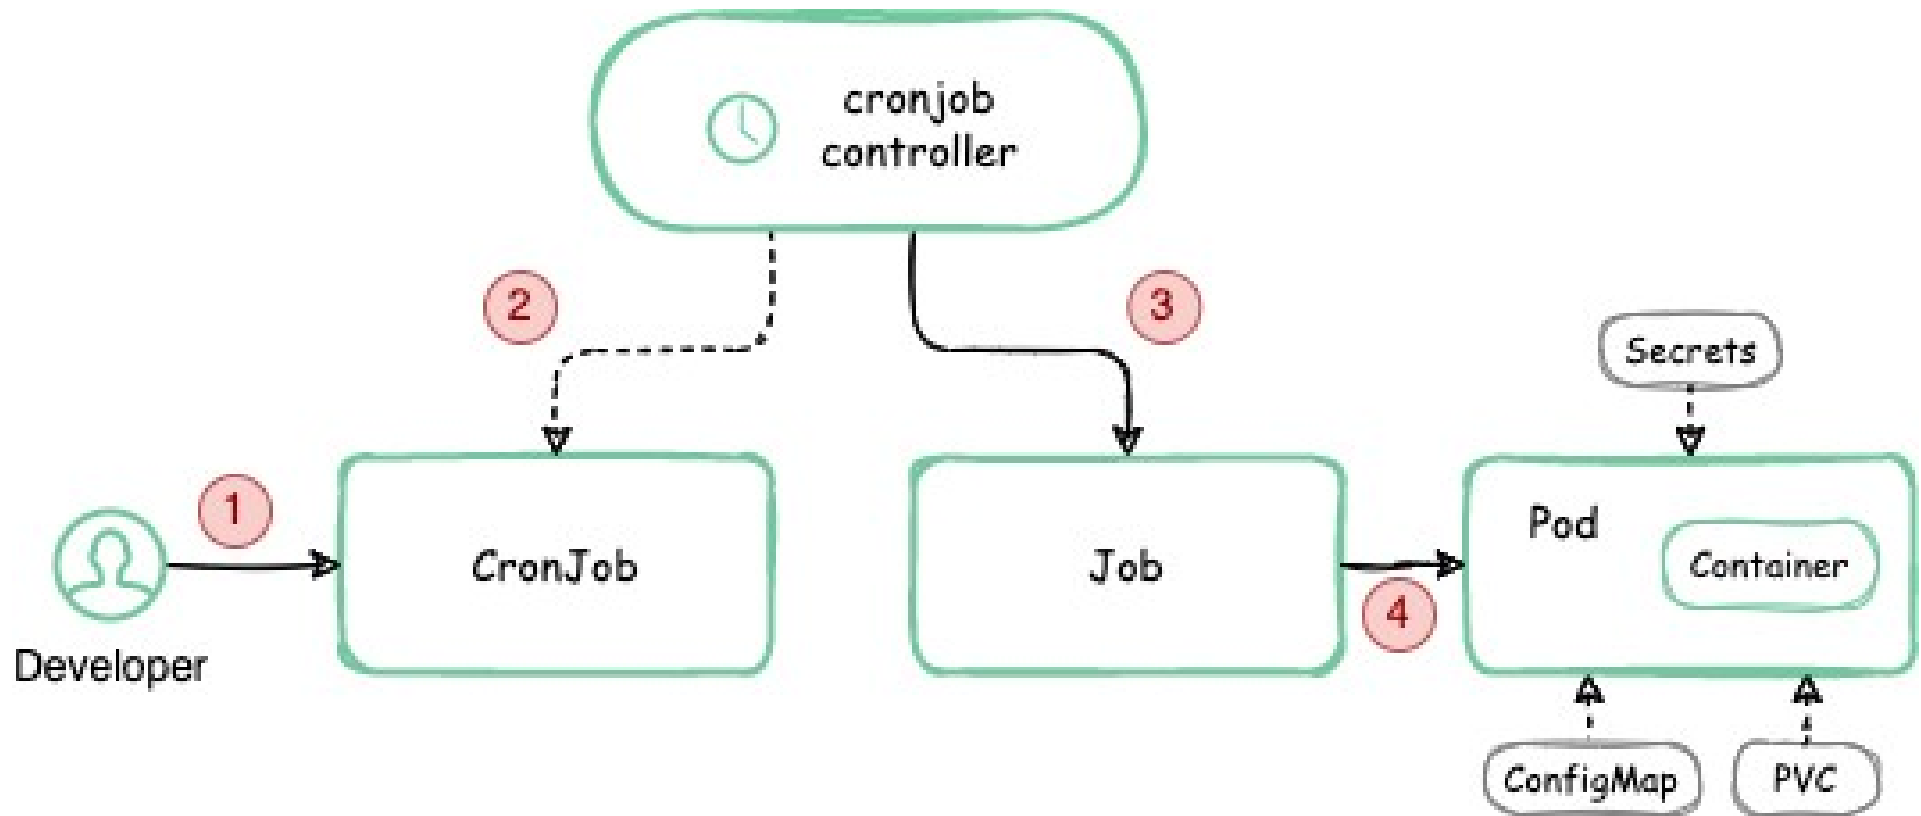 cronjob
controller
2
3
Secrets
1
Pod
CronJob
Job
Container
4
Developer
ConfigMap
PVC